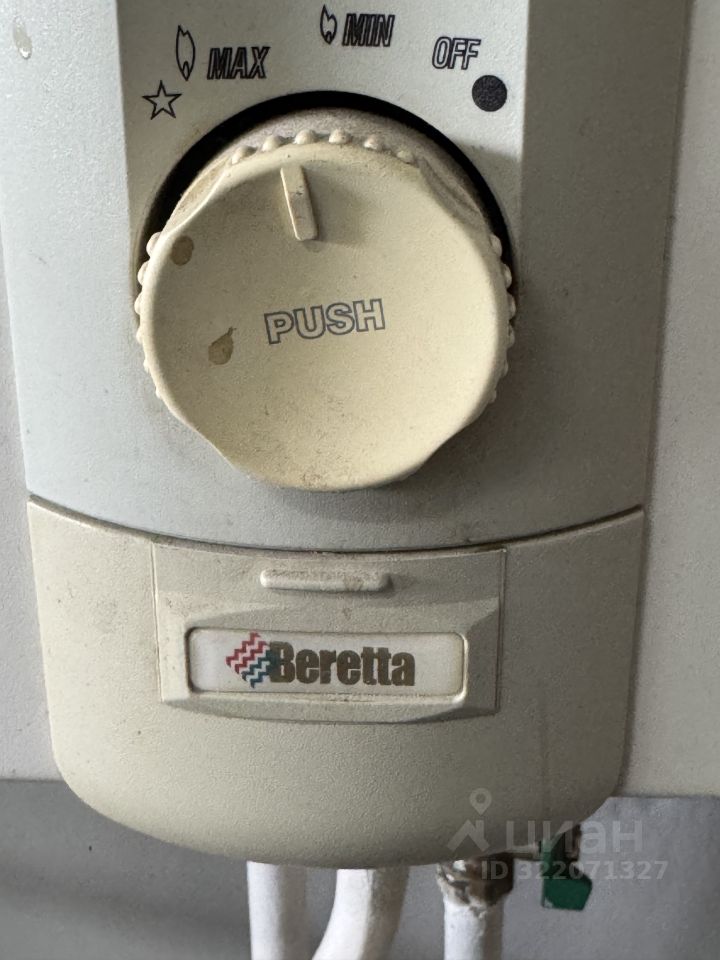 MAX
MIN
OFF
PUSH
Beretta
циан
ID 322071327